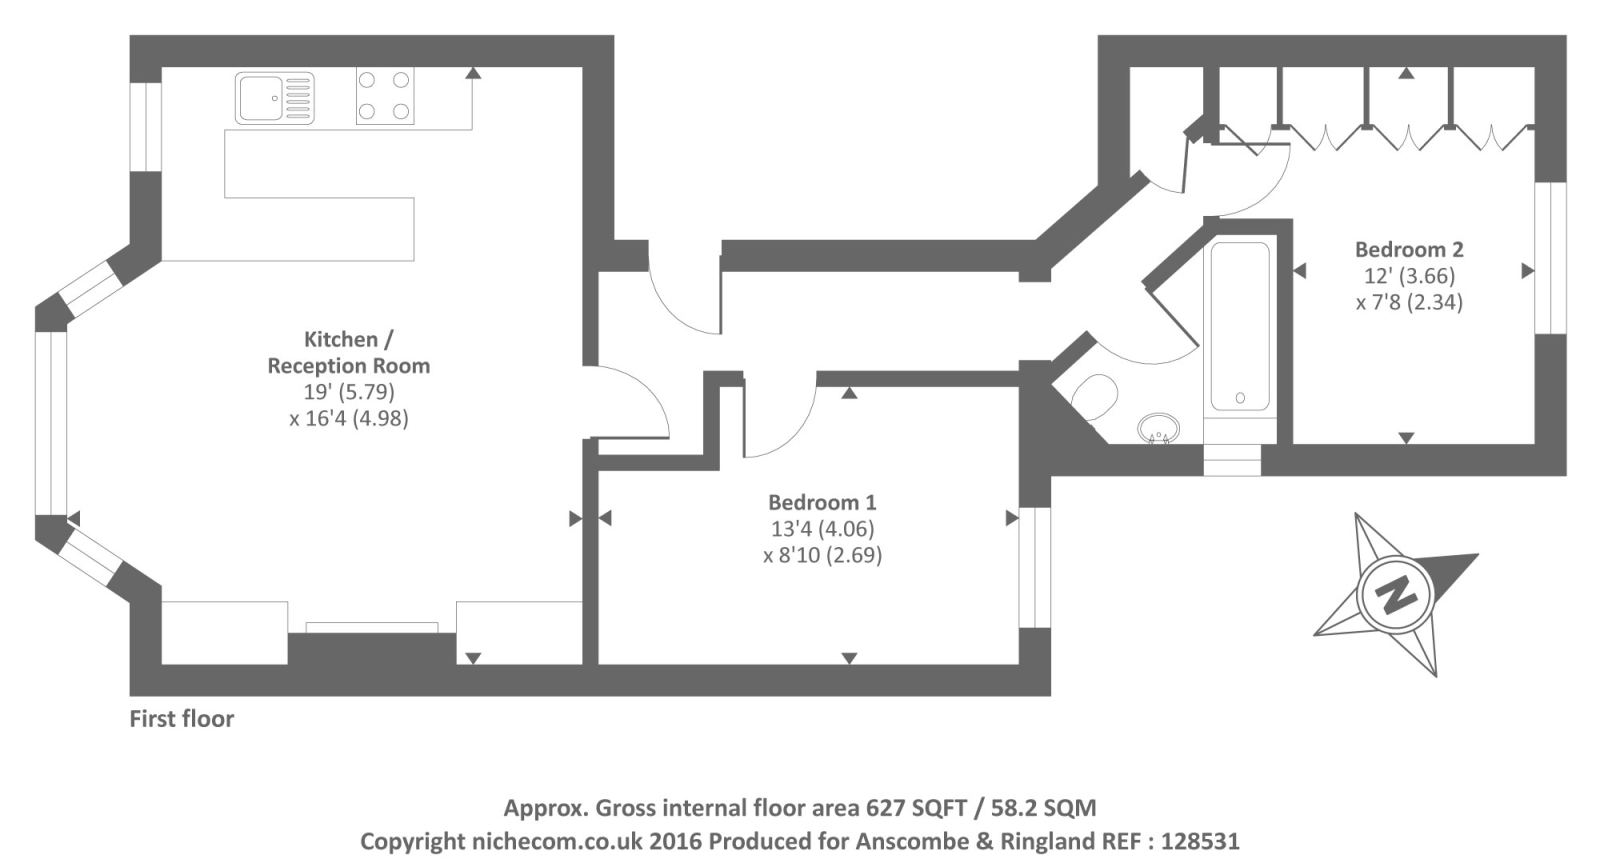 Kitchen /
Reception Room
19' (5.79)
x 16'4 (4.98)
Bedroom 1
13'4 (4.06)
x 8'10 (2.69)
Bedroom 2
12' (3.66)
x 7'8 (2.34)
N
First floor
Approx. Gross internal floor area 627 SQFT / 58.2 SQM
Copyright nichecom.co.uk 2016 Produced for Anscombe & Ringland REF : 128531